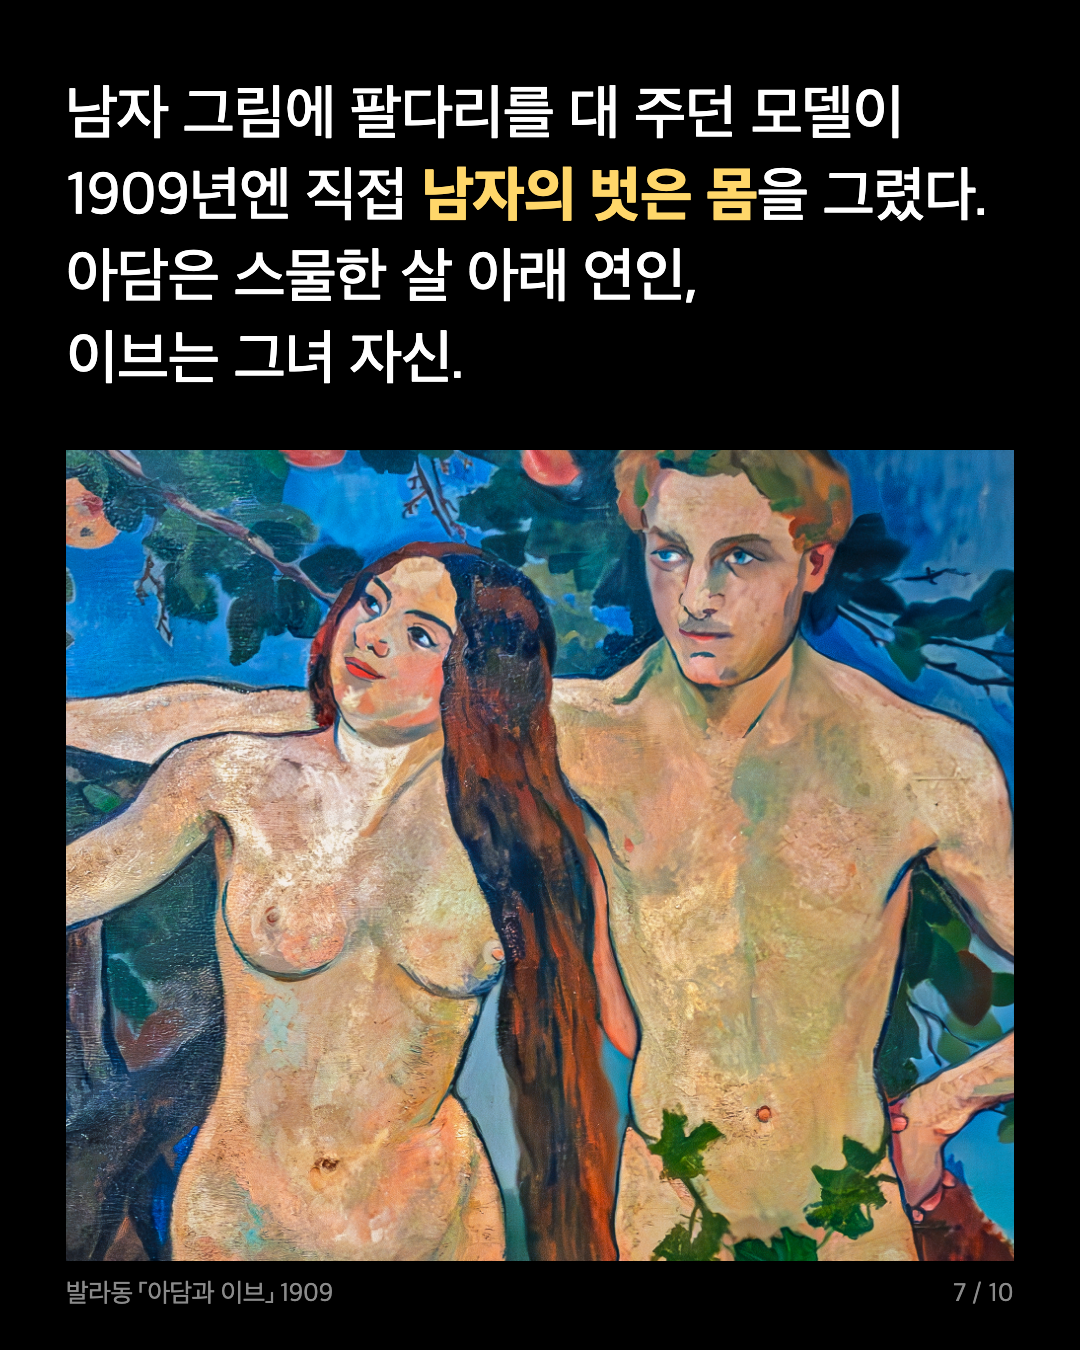 남자 그림에 팔다리를 대 주던 모델이
1909년엔 직접 남자의 벗은 몸을 그렸다.
아담은 스물한 살 아래 연인,
이브는 그녀 자신.
발라동 「아담과 이브」 1909
7 / 10